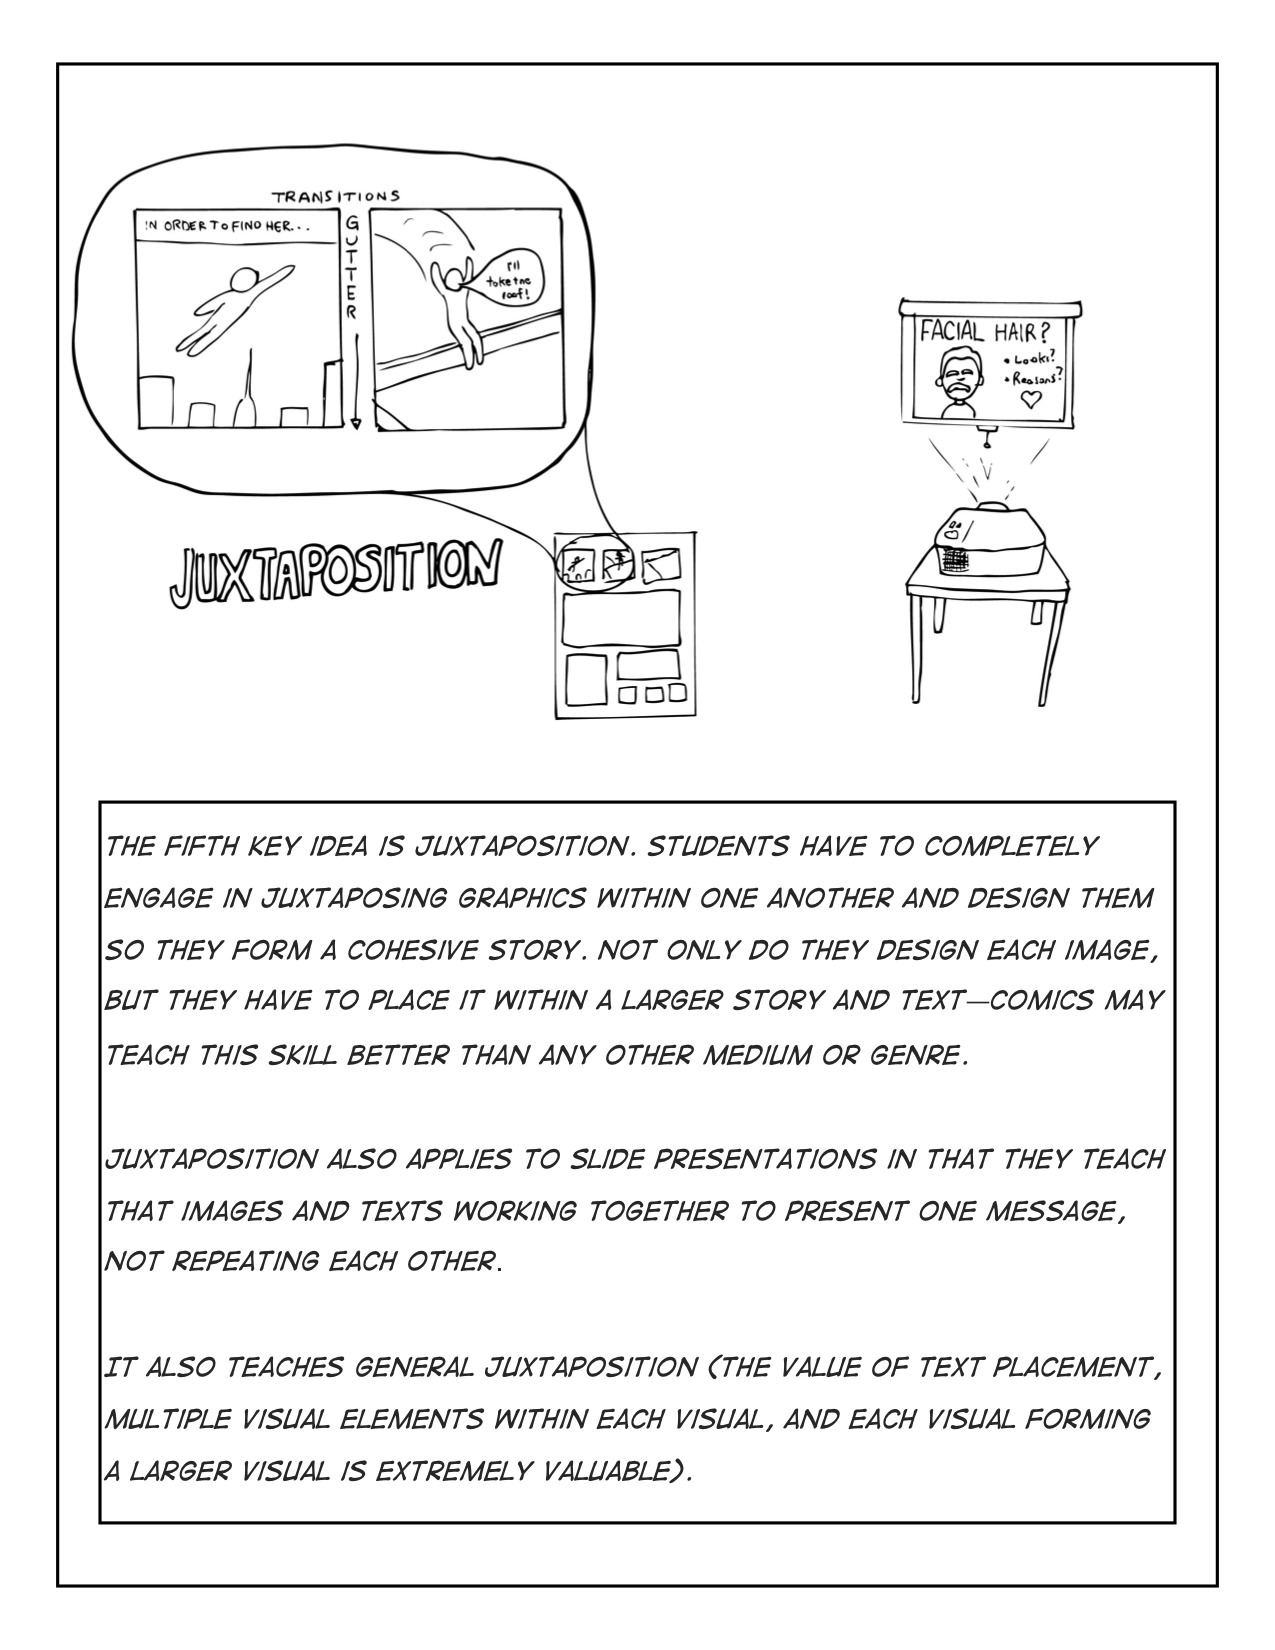 TRANSITIONS
IN ORDER TO FIND HER...
GUTTER
I'll
take the
roof!
JUXTAPOSITION
FACIAL HAIR?
• Looks?
• Reasons?
THE FIFTH KEY IDEA IS JUXTAPOSITION. STUDENTS HAVE TO COMPLETELY
ENGAGE IN JUXTAPOSING GRAPHICS WITHIN ONE ANOTHER AND DESIGN THEM
SO THEY FORM A COHESIVE STORY. NOT ONLY DO THEY DESIGN EACH IMAGE,
BUT THEY HAVE TO PLACE IT WITHIN A LARGER STORY AND TEXT—COMICS MAY
TEACH THIS SKILL BETTER THAN ANY OTHER MEDIUM OR GENRE.
JUXTAPOSITION ALSO APPLIES TO SLIDE PRESENTATIONS IN THAT THEY TEACH
THAT IMAGES AND TEXTS WORKING TOGETHER TO PRESENT ONE MESSAGE,
NOT REPEATING EACH OTHER.
IT ALSO TEACHES GENERAL JUXTAPOSITION (THE VALUE OF TEXT PLACEMENT,
MULTIPLE VISUAL ELEMENTS WITHIN EACH VISUAL, AND EACH VISUAL FORMING
A LARGER VISUAL IS EXTREMELY VALUABLE).